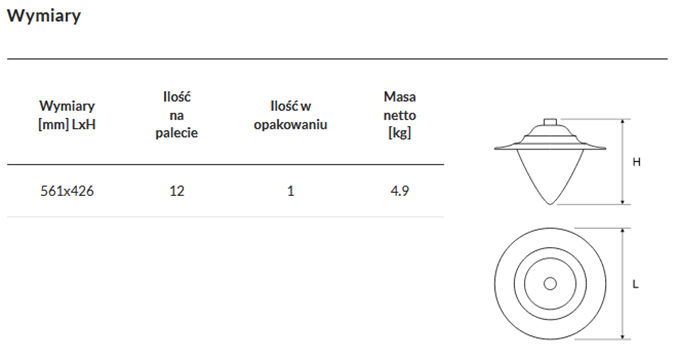 Wymiary
Wymiary
[mm] LxH
Ilość
na
palecie
Ilość w
opakowaniu
Masa
netto
[kg]
561x426
12
1
4.9
H
L